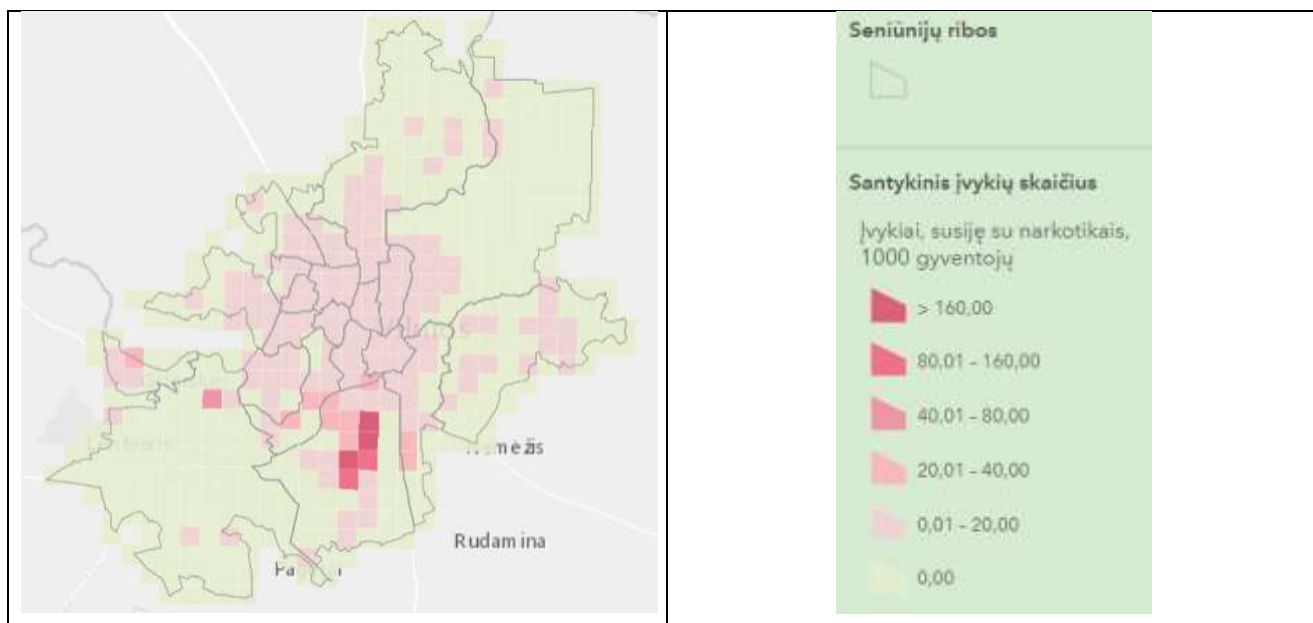 Rudamina
Seniūnijų ribos
Santykinis įvykių skaičius
Įvykiai, susiję su narkotikais,
1000 gyventojų
> 160,00
80,01 - 160,00
40,01 - 80,00
20,01 - 40,00
0,01 - 20,00
0,00